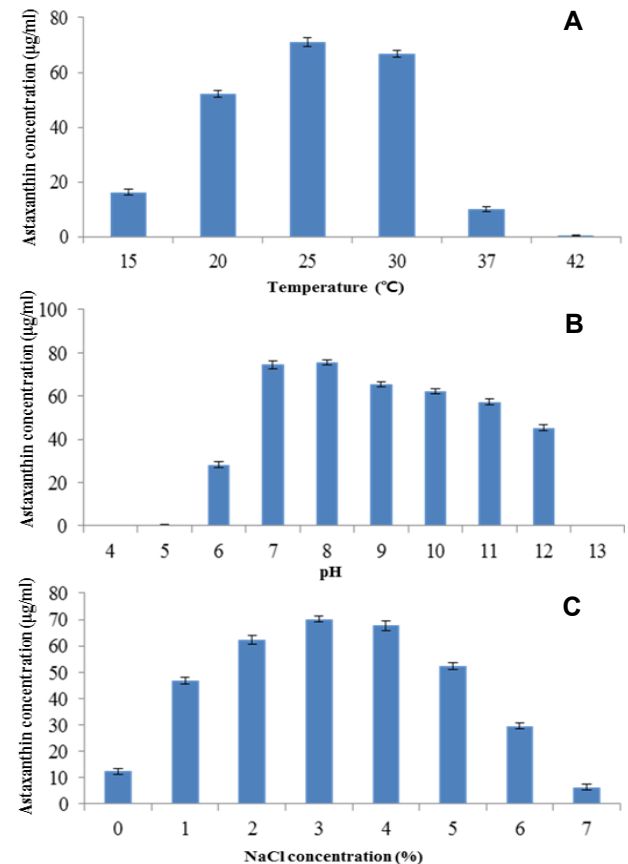 A
Astaxanthin concentration (µg/ml)
80
60
40
20
0
15 20 25 30 37 42
Temperature (℃)
B
Astaxanthin concentration (µg/ml)
100
80
60
40
20
0
4 5 6 7 8 9 10 11 12 13
pH
C
Astaxanthin concentration (µg/ml)
80
70
60
50
40
30
20
10
0
0 1 2 3 4 5 6 7
NaCl concentration (%)